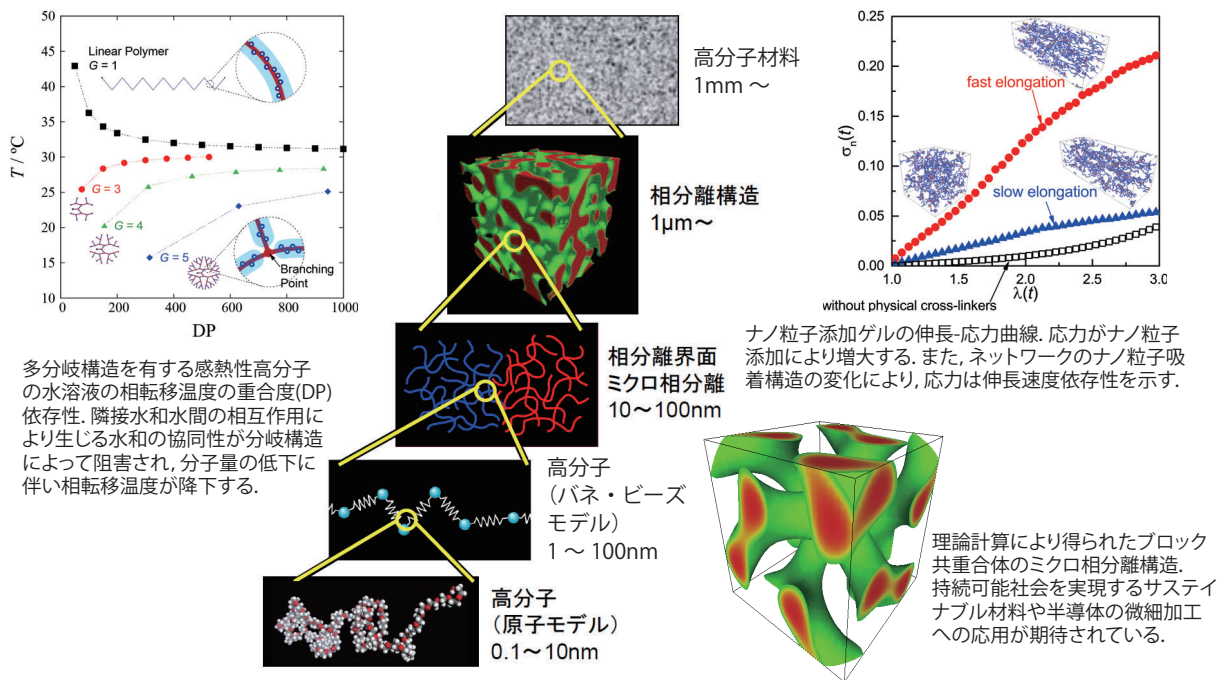 50
45
40
35
30
25
20
15
10
T / ºC
0
200
400
600
800
1000
DP
Linear Polymer
G = 1
G = 3
G = 4
G = 5
Branching
Point
多分岐構造を有する感熱性高分子
の水溶液の相転移温度の重合度(DP)
依存性. 隣接水和水間の相互作用に
より生じる水和の協同性が分岐構造
によって阻害され, 分子量の低下に
伴い相転移温度が降下する.
高分子材料
1mm ～
相分離構造
1μm～
相分離界面
ミクロ相分離
10～100nm
高分子
（バネ・ビーズ
モデル）
1 ～ 100nm
高分子
（原子モデル）
0.1～10nm
0.25
0.20
0.15
0.10
0.05
0.00
σn(t)
fast elongation
slow elongation
1.0
1.5
2.0
2.5
3.0
λ(t)
without physical cross-linkers
ナノ粒子添加ゲルの伸長-応力曲線. 応力がナノ粒子
添加により増大する. また, ネットワークのナノ粒子吸
着構造の変化により, 応力は伸長速度依存性を示す.
理論計算により得られたブロック
共重合体のミクロ相分離構造.
持続可能社会を実現するサステイ
ナブル材料や半導体の微細加工
への応用が期待されている.